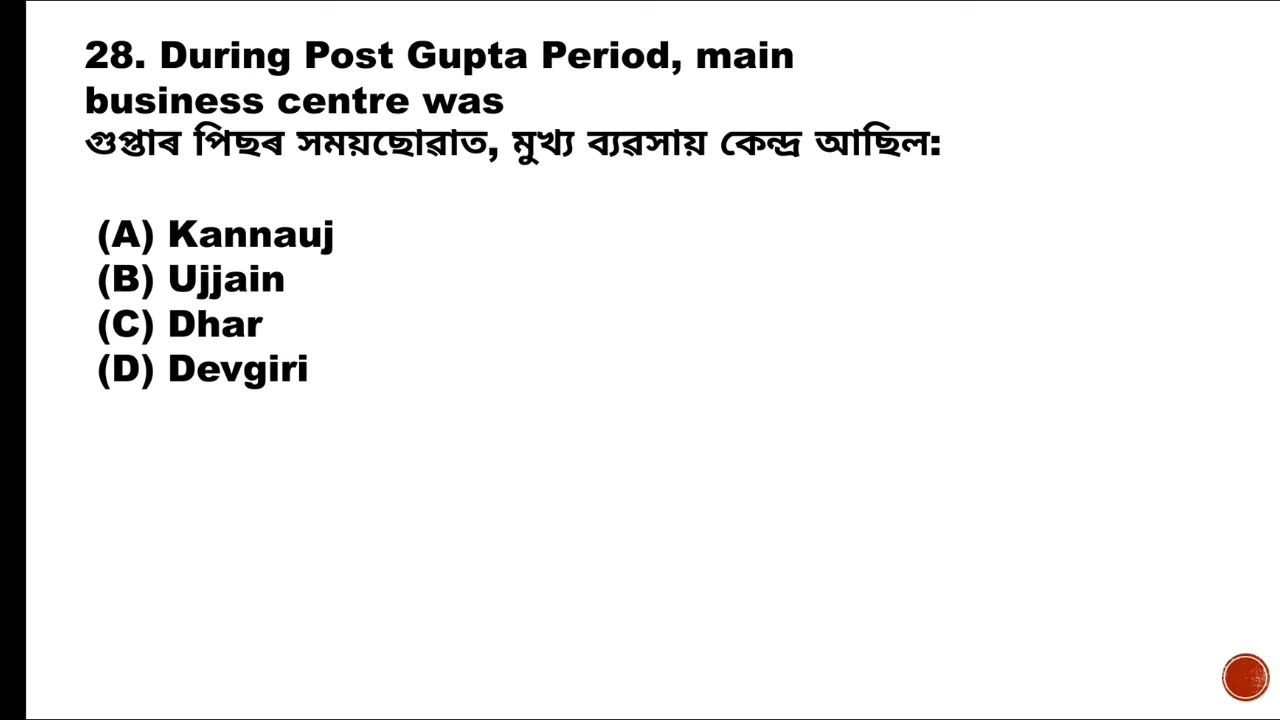 28. During Post Gupta Period, main
business centre was
গুপ্তাৰ পিছৰ সময়ছোৱাত, মুখ্য ব্যৱসায় কেন্দ্ৰ আছিল:
(A) Kannauj
(B) Ujjain
(C) Dhar
(D) Devgiri